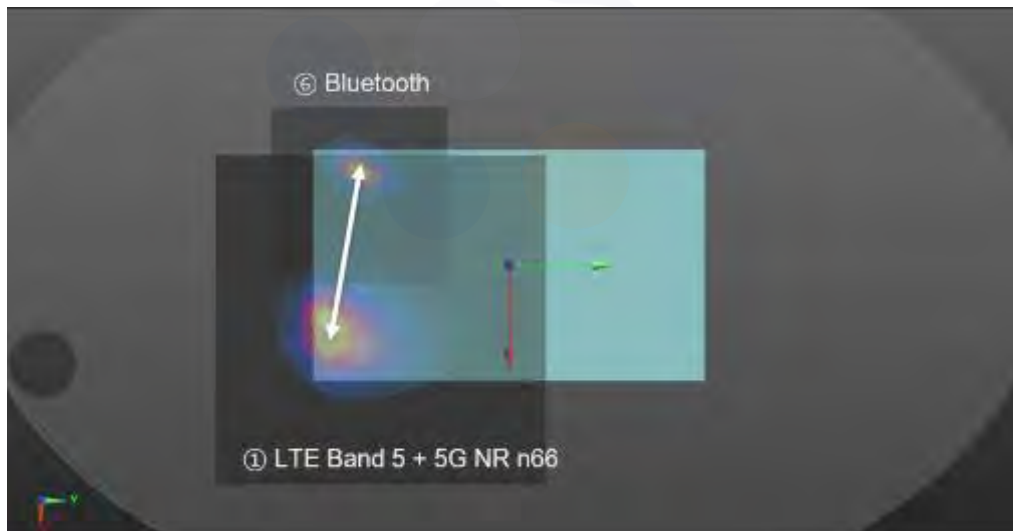 ⑥ Bluetooth
① LTE Band 5 + 5G NR n66
Y